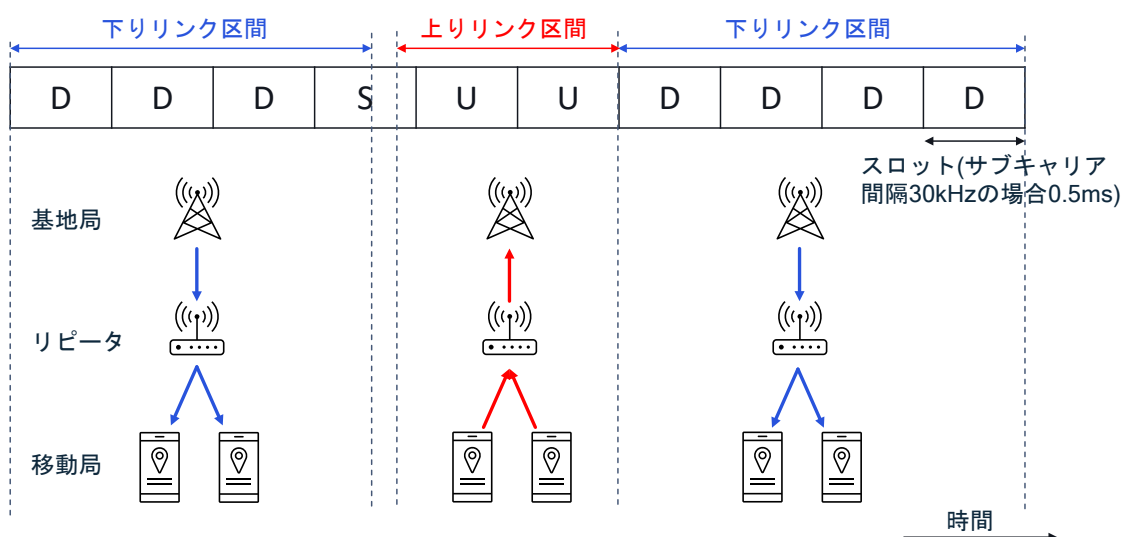 下りリンク区間 上りリンク区間 下りリンク区間
D D D S U U D D D D
スロット(サブキャリア
間隔30kHzの場合0.5ms)
基地局
リピータ
移動局
時間